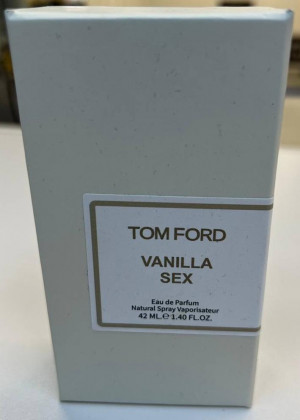 TOM FORD
VANILLA
SEX
Eau de Parfum
Natural Spray Vaporisateur
42 ML.℮ 1.40 FL.OZ.